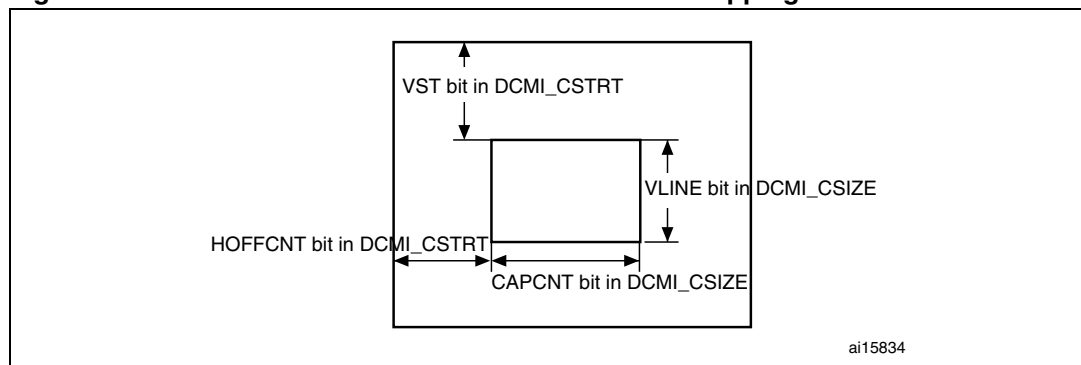 VST bit in DCMI_CSTRT
VLINE bit in DCMI_CSIZE
HOFFCNT bit in DCMI_CSTRT
CAPCNT bit in DCMI_CSIZE
ai15834